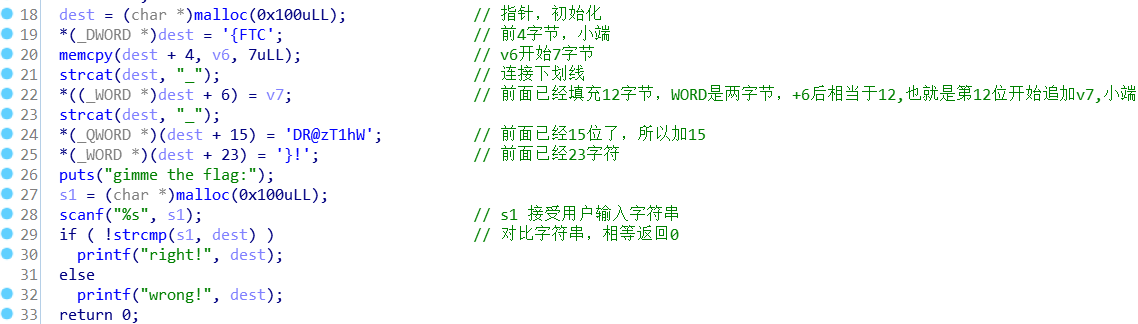 18 dest = (char *)malloc(0x100uLL); // 指针，初始化
19 *(_DWORD *)dest = '{FTC'; // 前4字节，小端
20 memcpy(dest + 4, v6, 7uLL); // v6开始7字节
21 strcat(dest, "_"); // 连接下划线
22 *((_WORD *)dest + 6) = v7; // 前面已经填充12字节，WORD是两字节，+6后相当于12,也就是第12位开始追加v7,小端
23 strcat(dest, "_");
24 *(_QWORD *)(dest + 15) = 'DR@zT1hW'; // 前面已经15位了，所以加15
25 *(_WORD *)(dest + 23) = '}!'; // 前面已经23字符
26 puts("gimme the flag:");
27 s1 = (char *)malloc(0x100uLL);
28 scanf("%s", s1); // s1 接受用户输入字符串
29 if ( !strcmp(s1, dest) ) // 对比字符串，相等返回0
30 printf("right!", dest);
31 else
32 printf("wrong!", dest);
33 return 0;